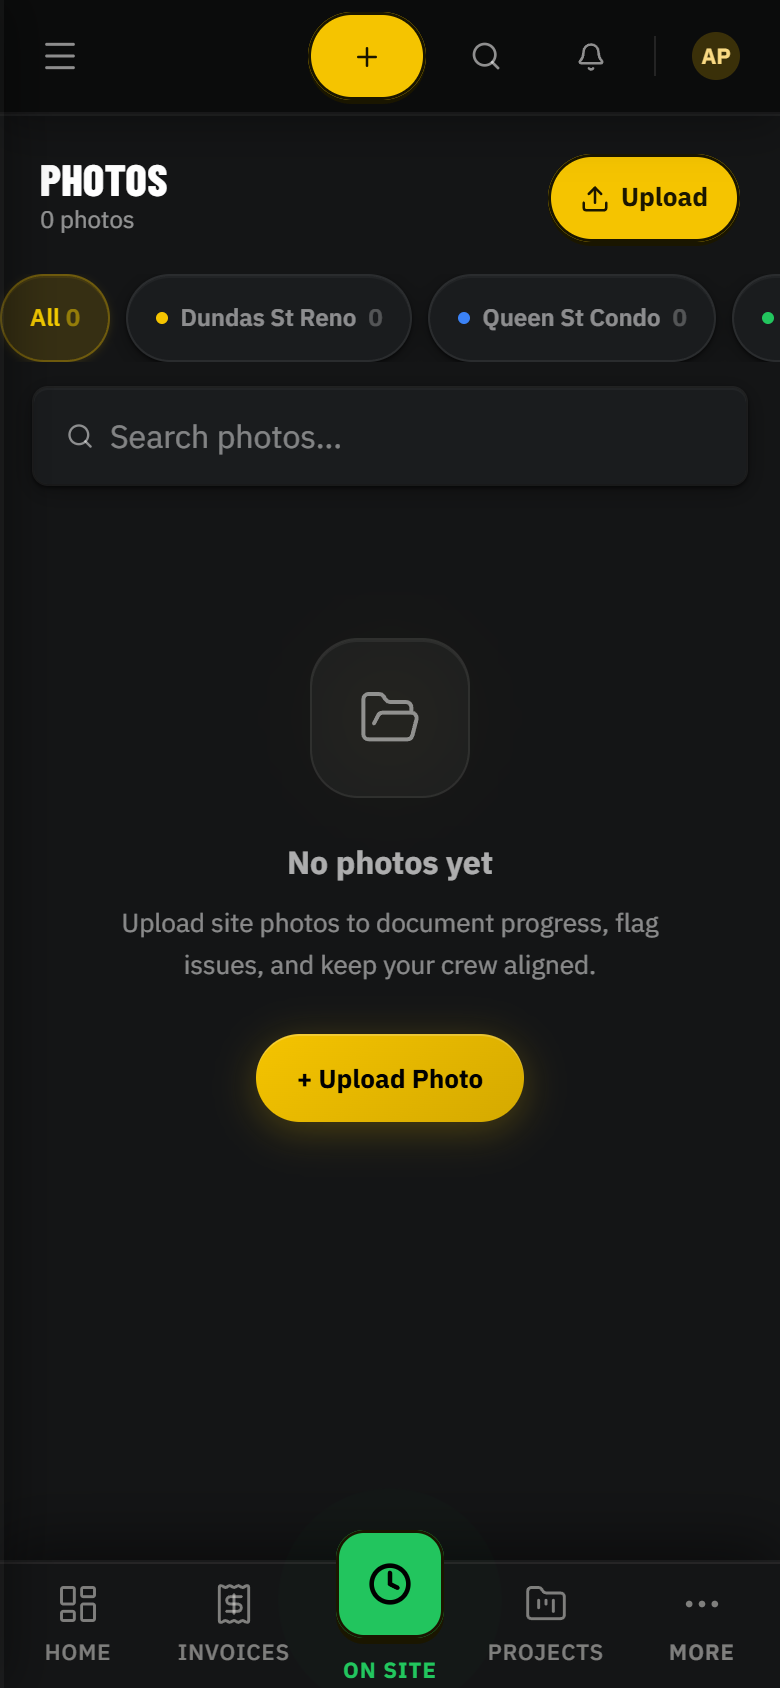 AP
PHOTOS
0 photos
Upload
All 0
Dundas St Reno 0
Queen St Condo 0
Search photos...
No photos yet
Upload site photos to document progress, flag
issues, and keep your crew aligned.
+ Upload Photo
HOME
INVOICES
ON SITE
PROJECTS
MORE